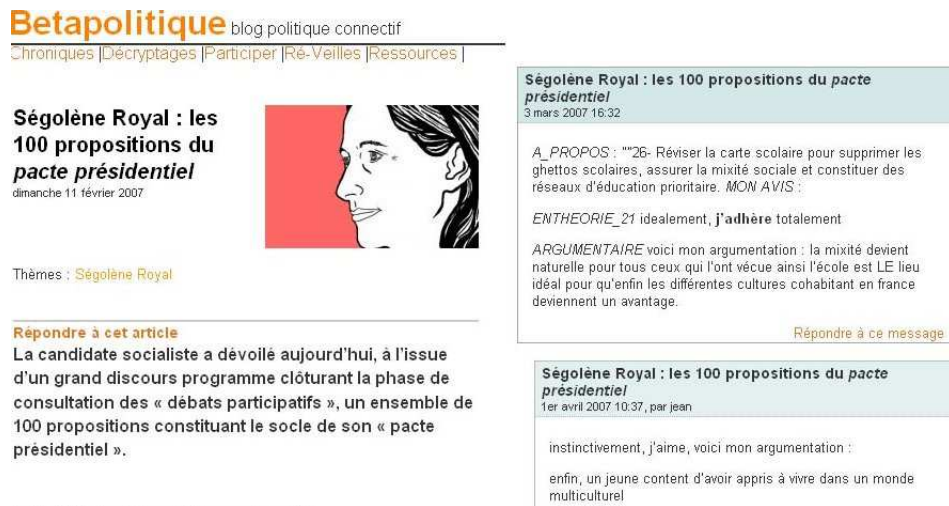 Betapolitique blog politique connectif
Chroniques |Décryptages |Participer |Ré-Veilles |Ressources |
Ségolène Royal : les
100 propositions du
pacte présidentiel
dimanche 11 février 2007
Thèmes : Ségolène Royal
Répondre à cet article
La candidate socialiste a dévoilé aujourd'hui, à l'issue
d'un grand discours programme clôturant la phase de
consultation des « débats participatifs », un ensemble de
100 propositions constituant le socle de son « pacte
présidentiel ».
Ségolène Royal : les 100 propositions du pacte
présidentiel
3 mars 2007 16:32
A_PROPOS : ""26- Réviser la carte scolaire pour supprimer les
ghettos scolaires, assurer la mixité sociale et constituer des
réseaux d'éducation prioritaire. MON AVIS :
ENTHEORIE_21 idealement, j'adhère totalement
ARGUMENTAIRE voici mon argumentation : la mixité devient
naturelle pour tous ceux qui l'ont vécue ainsi l'école est LE lieu
idéal pour qu'enfin les différentes cultures cohabitant en france
deviennent un avantage.
Répondre à ce message
Ségolène Royal : les 100 propositions du pacte
présidentiel
1er avril 2007 10:37, par jean
instinctivement, j'aime, voici mon argumentation :
enfin, un jeune content d'avoir appris à vivre dans un monde
multiculturel